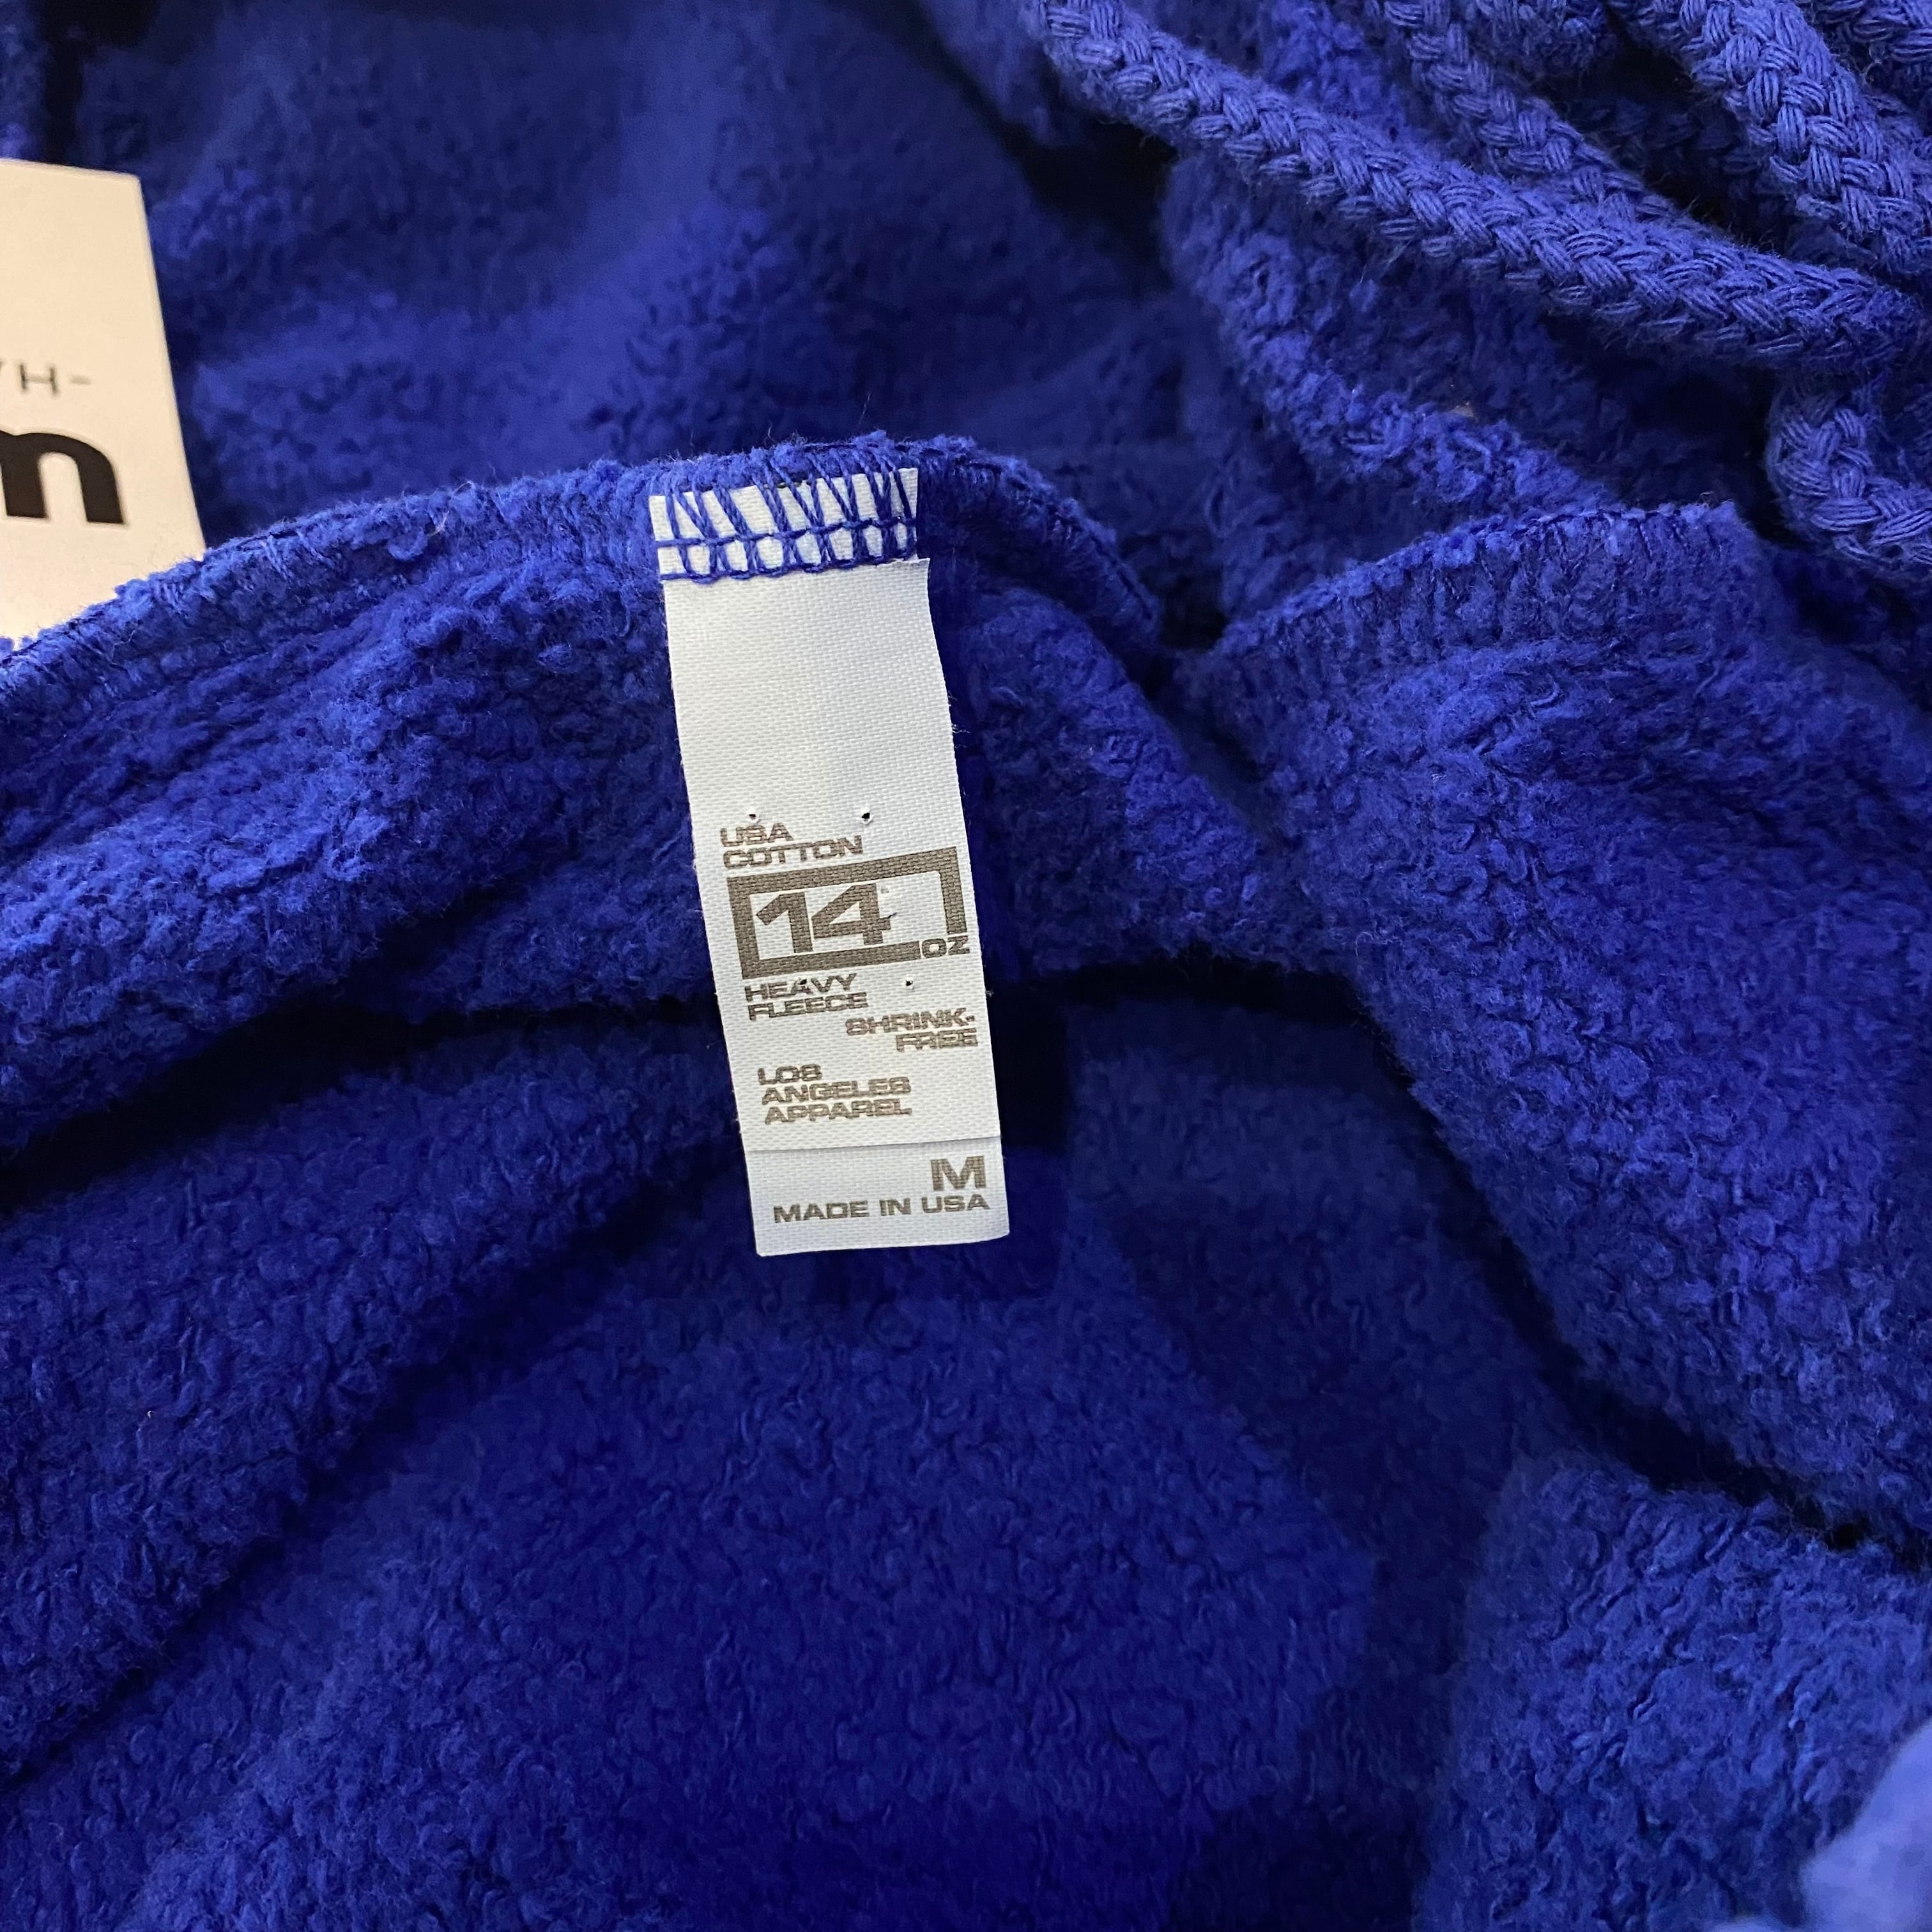 H-
m
USA
COTTON
14 OZ
HEAVY
FLEECE
SHRINK-
FREE
LOS
ANGELES
APPAREL
M
MADE IN USA